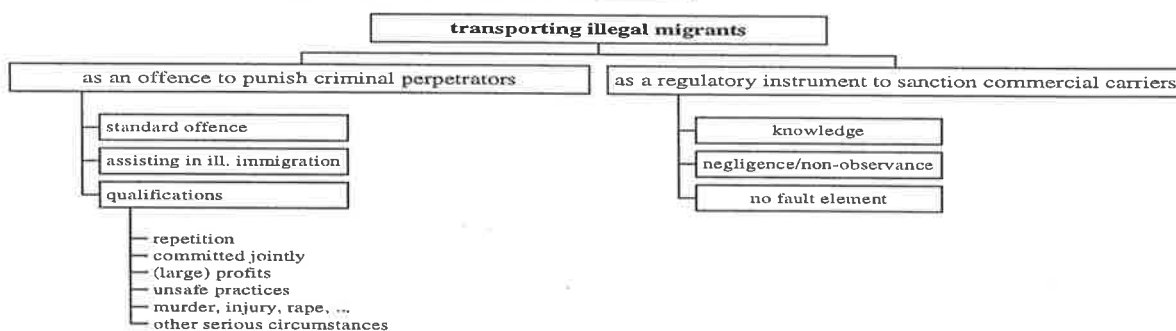 transporting illegal migrants
as an offence to punish criminal perpetrators
as a regulatory instrument to sanction commercial carriers
standard offence
assisting in ill. immigration
qualifications
repetition
committed jointly
(large) profits
unsafe practices
murder, injury, rape, ...
other serious circumstances
knowledge
negligence/non-observance
no fault element